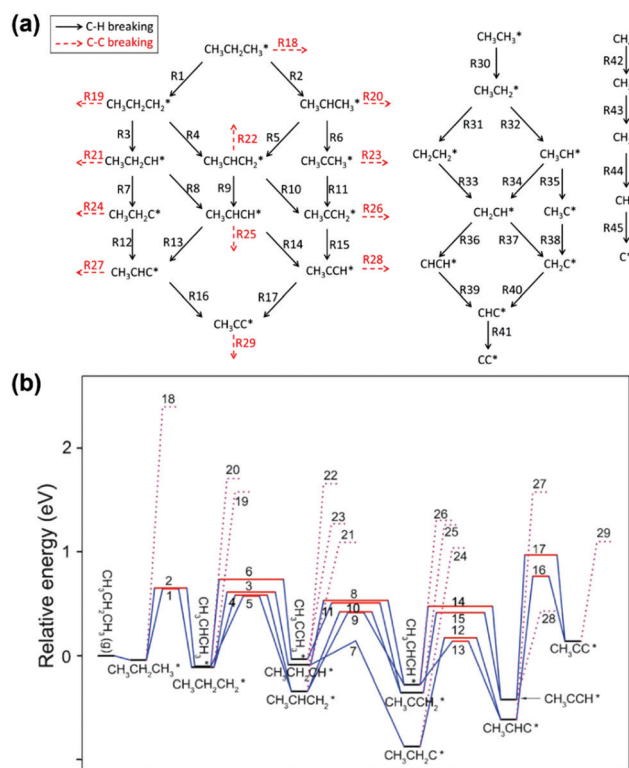 (a)
C-H breaking
C-C breaking
CH₃CH₂CH₃* R18
R1 R2
R19 CH₃CH₂CH₂* CH₃CHCH₃* R20
R3 R4 R22 R5 R6
R21 CH₃CH₂CH* CH₃CHCH₂* CH₃CCH₃* R23
R7 R8 R9 R10 R11
R24 CH₃CH₂C* CH₃CHCH* CH₃CCH₂* R26
R12 R13 R25 R14 R15
R27 CH₃CHC* CH₃CCH* R28
R16 R17
CH₃CC*
R29
CH₃CH₃*
R30
CH₃CH₂*
R31 R32
CH₂CH₂* CH₃CH*
R33 R34 R35
CH₂CH* CH₃C*
R36 R37 R38
CHCH* CH₂C*
R39 R40
CHC*
R41
CC*
R42
R43
R44
R45
(b)
Relative energy (eV)
2
1
0
18
20
19
22
23
21
26
25
24
27
29
28
2
1
6
3
4
5
8
11
10
9
7
14
15
12
13
17
16
CH₃CH₂CH₃ (g)
CH₃CH₂CH₃*
CH₃CHCH₃*
CH₃CH₂CH₂*
CH₃CCH₃*
CH₃CH₂CH*
CH₃CHCH₂*
CH₃CHCH*
CH₃CCH₂*
CH₃CH₂C*
CH₃CHC*
CH₃CCH*
CH₃CC*